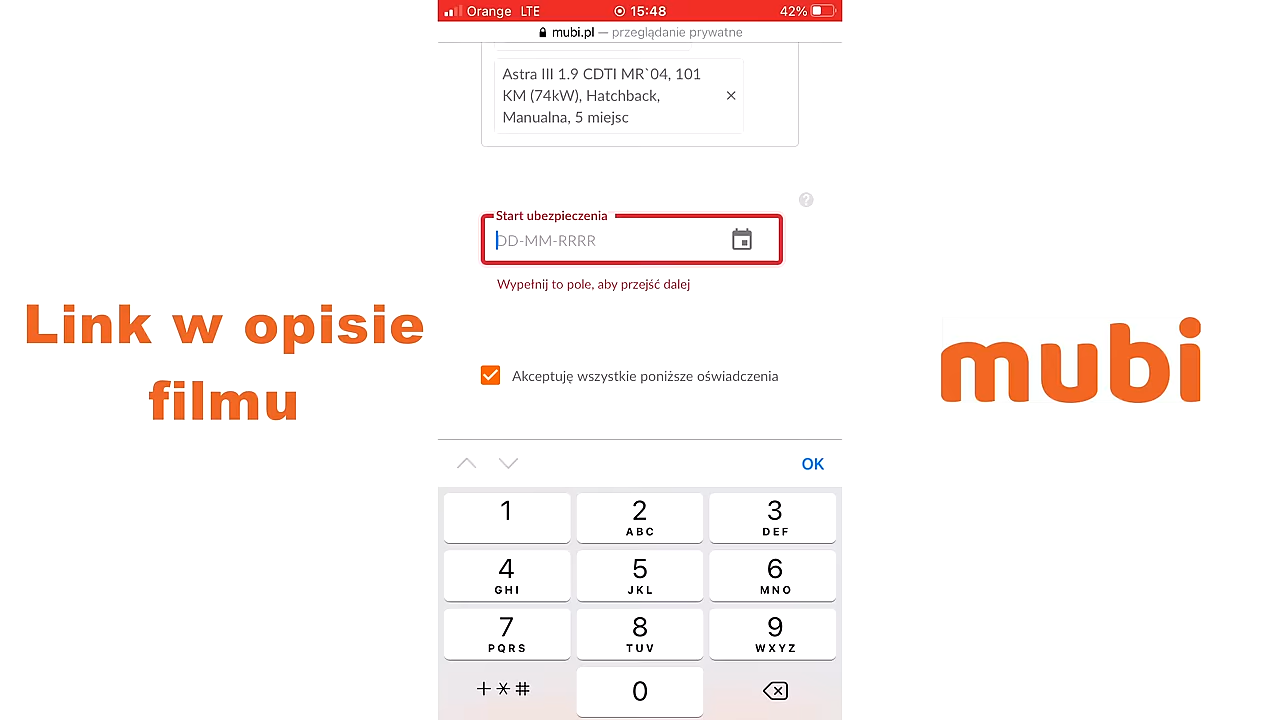 Orange LTE 15:48 42%
mubi.pl — przeglądanie prywatne
Astra III 1.9 CDTI MR`04, 101
KM (74kW), Hatchback,
Manualna, 5 miejsc
×
?
Start ubezpieczenia
DD-MM-RRRR
Wypełnij to pole, aby przejść dalej
Akceptuję wszystkie poniższe oświadczenia
Link w opisie
filmu
mubi
OK
1
2
ABC
3
DEF
4
GHI
5
JKL
6
MNO
7
PQRS
8
TUV
9
WXYZ
+*#
0